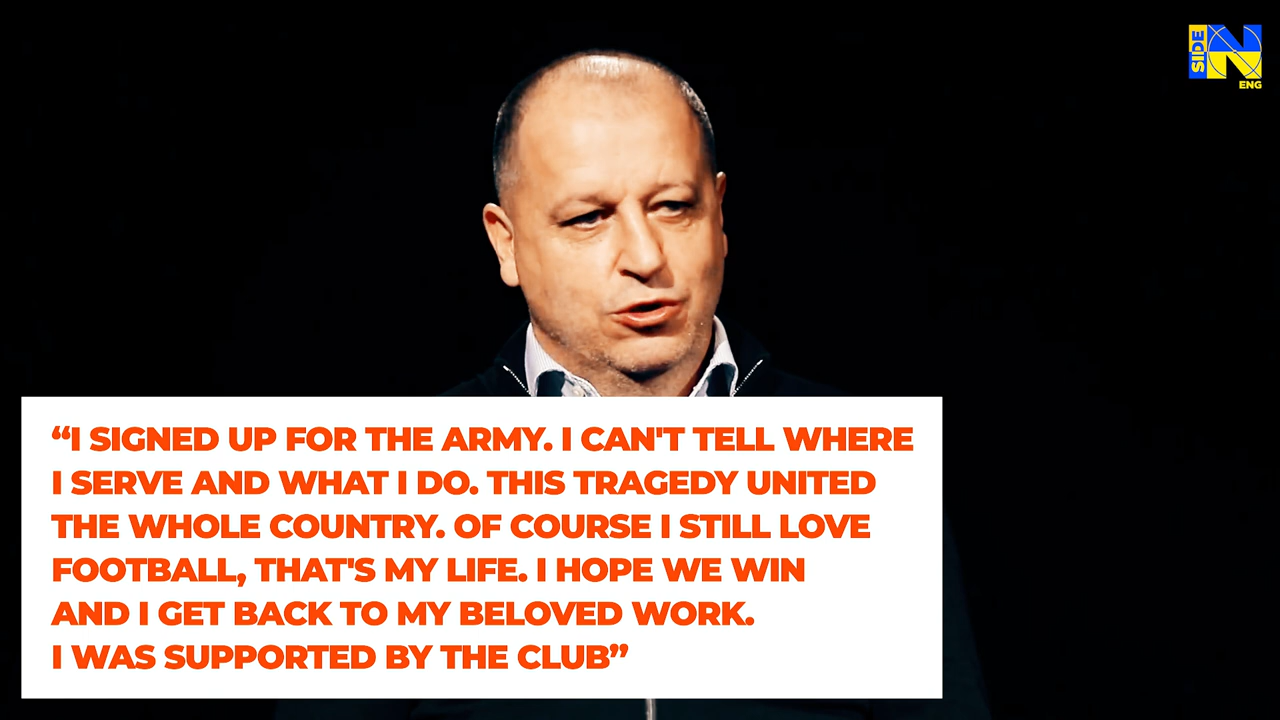 SIDE
N
ENG
“I SIGNED UP FOR THE ARMY. I CAN'T TELL WHERE
I SERVE AND WHAT I DO. THIS TRAGEDY UNITED
THE WHOLE COUNTRY. OF COURSE I STILL LOVE
FOOTBALL, THAT'S MY LIFE. I HOPE WE WIN
AND I GET BACK TO MY BELOVED WORK.
I WAS SUPPORTED BY THE CLUB”